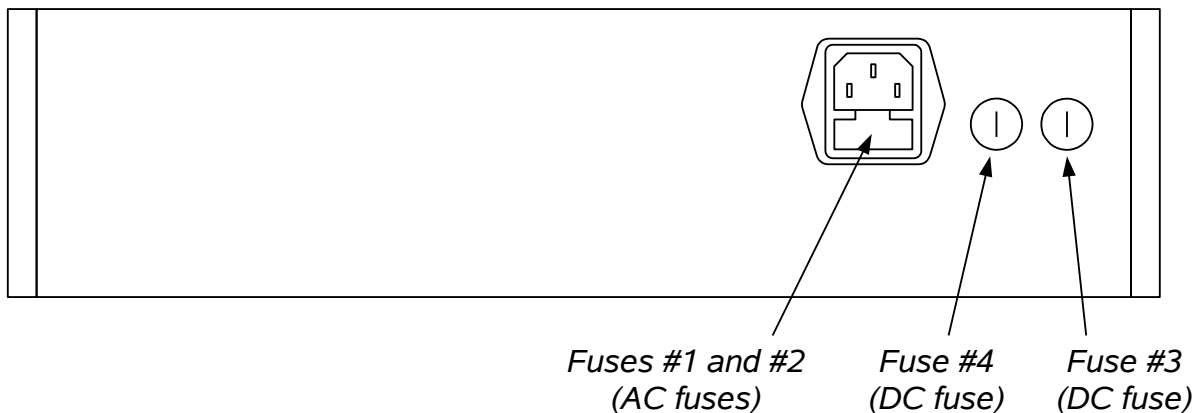 Fuses #1 and #2
(AC fuses)
Fuse #4
(DC fuse)
Fuse #3
(DC fuse)